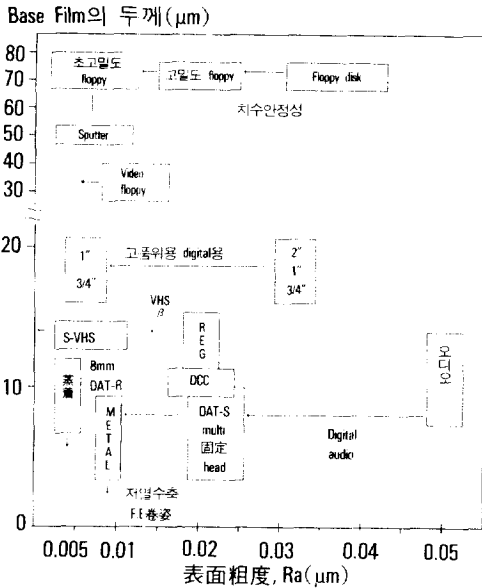 Base Film의 두께(μm)
80
70
60
50
40
30
20
10
0
초고밀도
floppy
고밀도 floppy
Floppy disk
치수안정성
Sputter
Video
floppy
1″
3/4″
고품위용 digital용
2″
1″
3/4″
VHS
β
S-VHS
R
E
G
오디오
蒸着
8mm
DAT-R
DCC
M
E
T
A
L
DAT-S
multi
固定
head
Digital
audio
저열수축
F.E卷姿
0.005
0.01
0.02
0.03
0.04
0.05
表面粗度, Ra(μm)